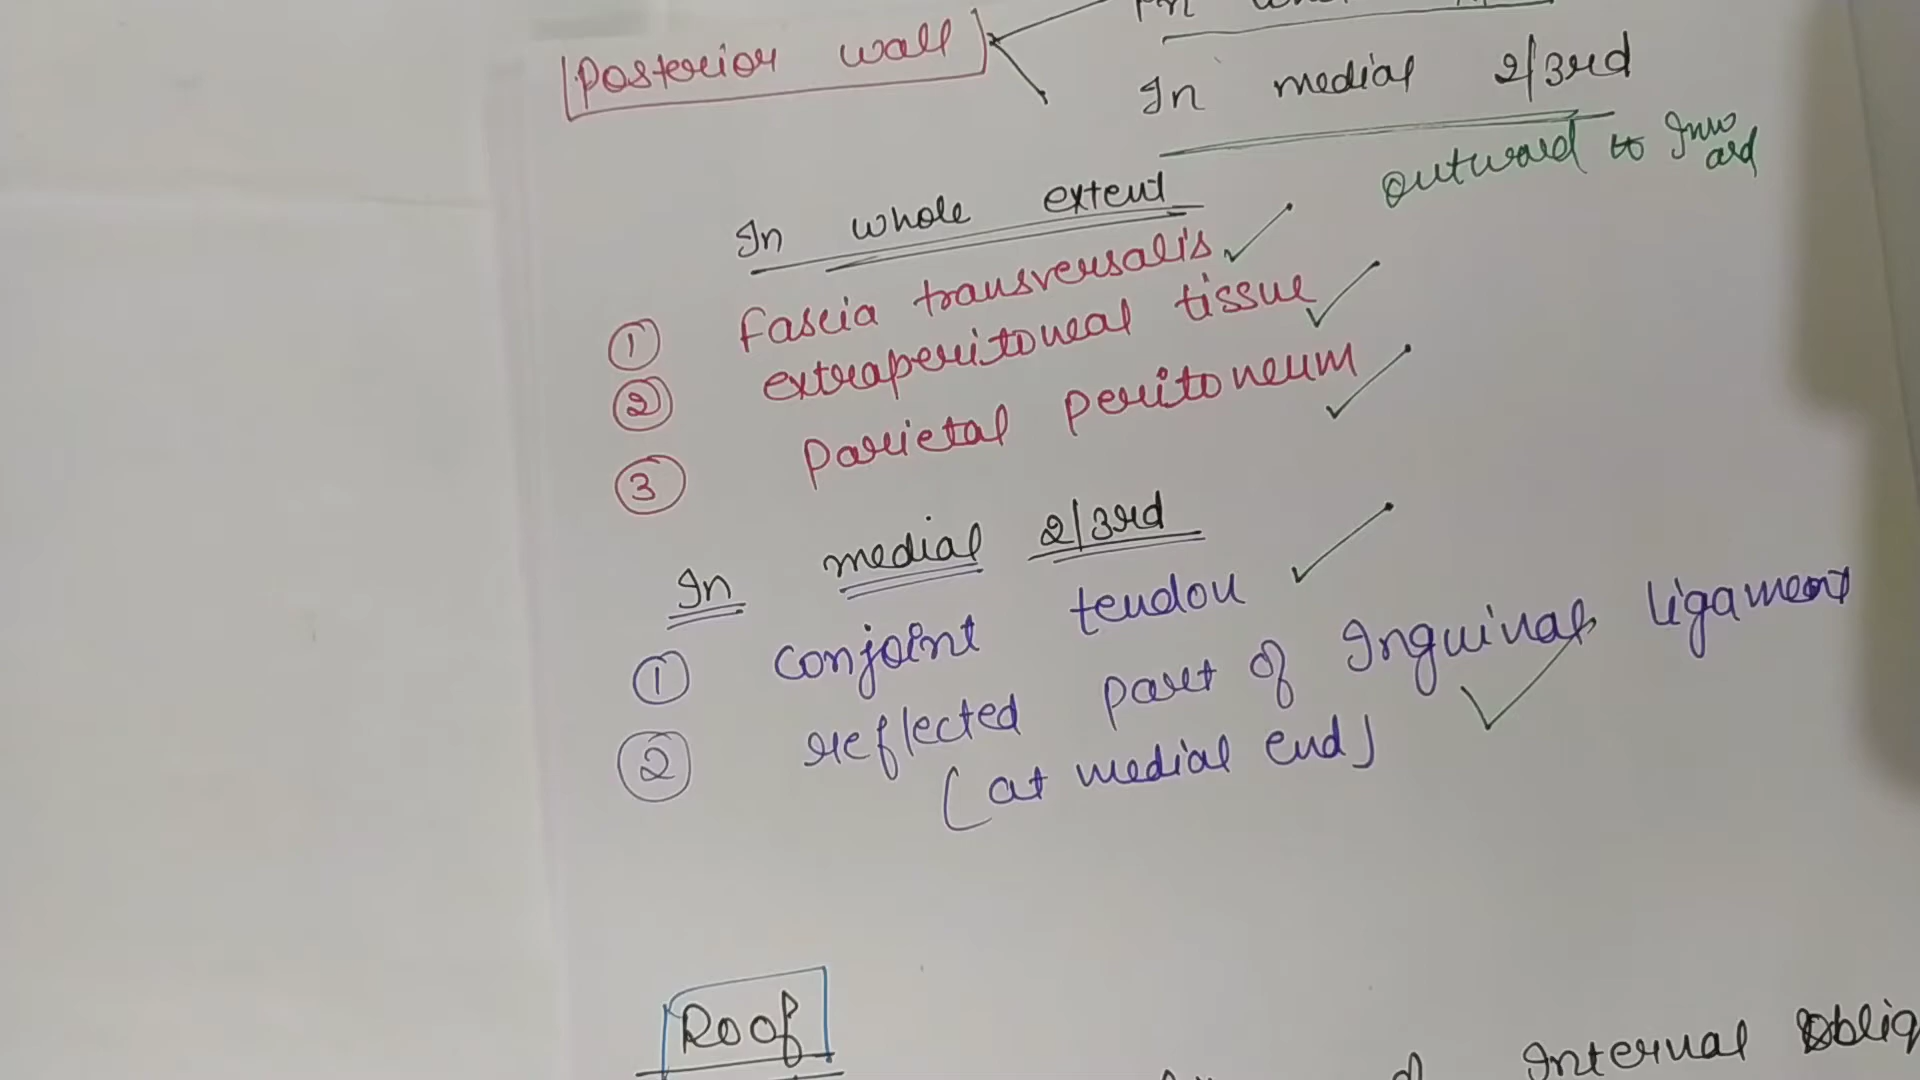 Posterior wall
In medial 2/3rd
outward to Inward
In whole extent
1 fascia transversalis
2 extraperitoneal tissue
3 Parietal peritoneum
In medial 2/3rd
1 conjoint tendon
2 reflected part of Inguinal ligament
(at medial end)
Roof
Internal